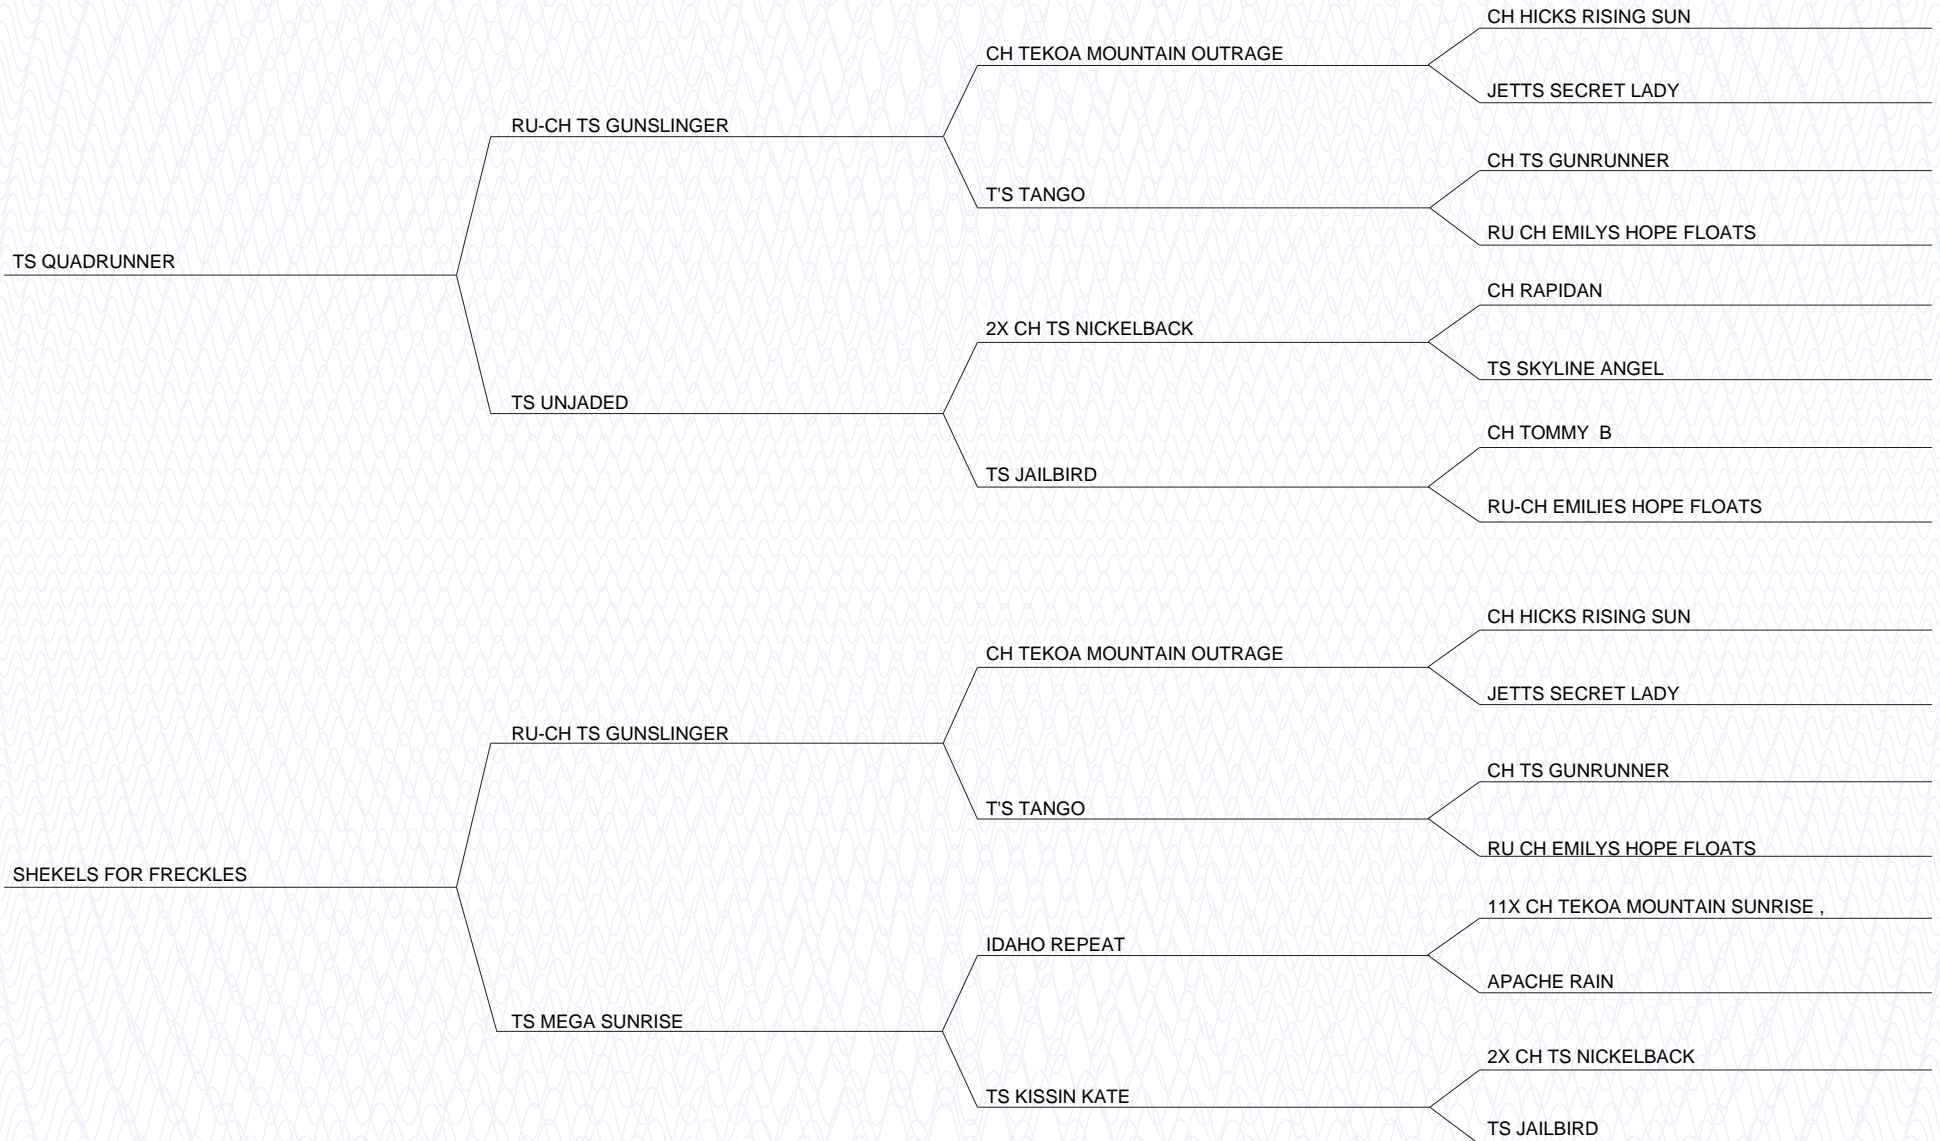 CH HICKS RISING SUN
CH TEKOA MOUNTAIN OUTRAGE
JETTS SECRET LADY
RU-CH TS GUNSLINGER
CH TS GUNRUNNER
T'S TANGO
RU CH EMILYS HOPE FLOATS
TS QUADRUNNER
CH RAPIDAN
2X CH TS NICKELBACK
TS SKYLINE ANGEL
TS UNJADED
CH TOMMY  B
TS JAILBIRD
RU-CH EMILIES HOPE FLOATS
CH HICKS RISING SUN
CH TEKOA MOUNTAIN OUTRAGE
JETTS SECRET LADY
RU-CH TS GUNSLINGER
CH TS GUNRUNNER
T'S TANGO
RU CH EMILYS HOPE FLOATS
SHEKELS FOR FRECKLES
11X CH TEKOA MOUNTAIN SUNRISE ,
IDAHO REPEAT
APACHE RAIN
TS MEGA SUNRISE
2X CH TS NICKELBACK
TS KISSIN KATE
TS JAILBIRD